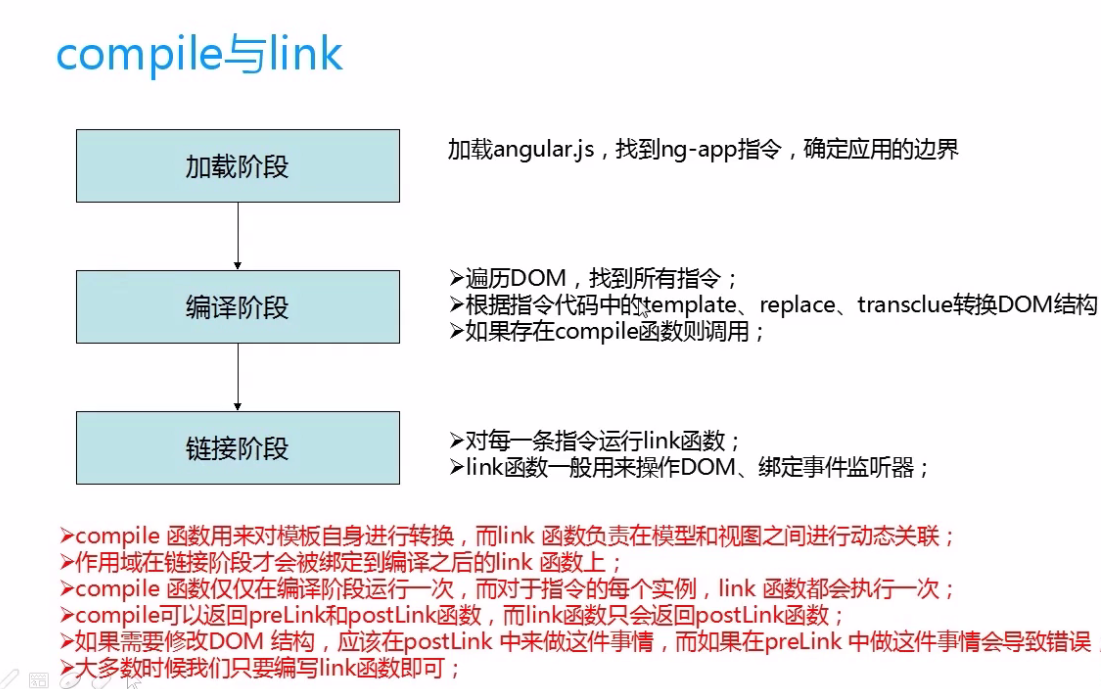 compile与link
加载阶段
加载angular.js，找到ng-app指令，确定应用的边界
编译阶段
➢遍历DOM，找到所有指令；
➢根据指令代码中的template、replace、transclue转换DOM结构
➢如果存在compile函数则调用；
链接阶段
➢对每一条指令运行link函数；
➢link函数一般用来操作DOM、绑定事件监听器；
➢compile 函数用来对模板自身进行转换，而link 函数负责在模型和视图之间进行动态关联；
➢作用域在链接阶段才会被绑定到编译之后的link 函数上；
➢compile 函数仅仅在编译阶段运行一次，而对于指令的每个实例，link 函数都会执行一次；
➢compile可以返回preLink和postLink函数，而link函数只会返回postLink函数；
➢如果需要修改DOM 结构，应该在postLink 中来做这件事情，而如果在preLink 中做这件事情会导致错误；
➢大多数时候我们只要编写link函数即可；